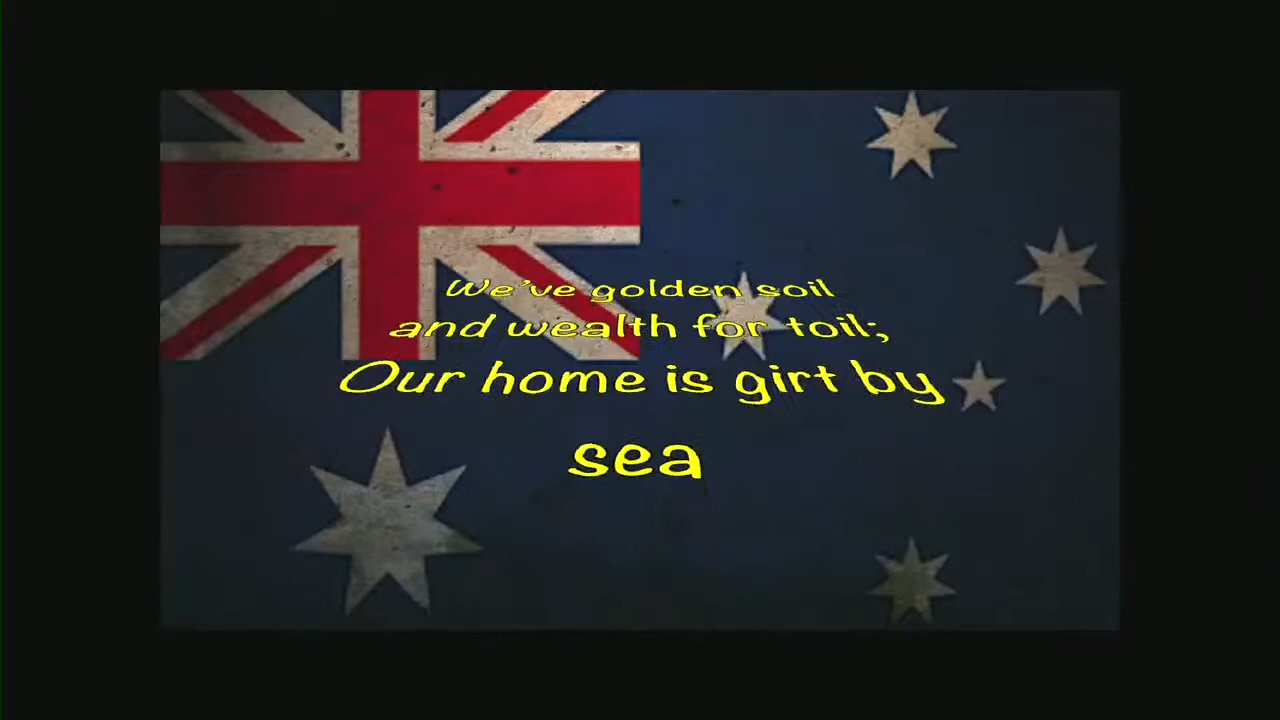 We've golden soil
and wealth for toil;
Our home is girt by
sea